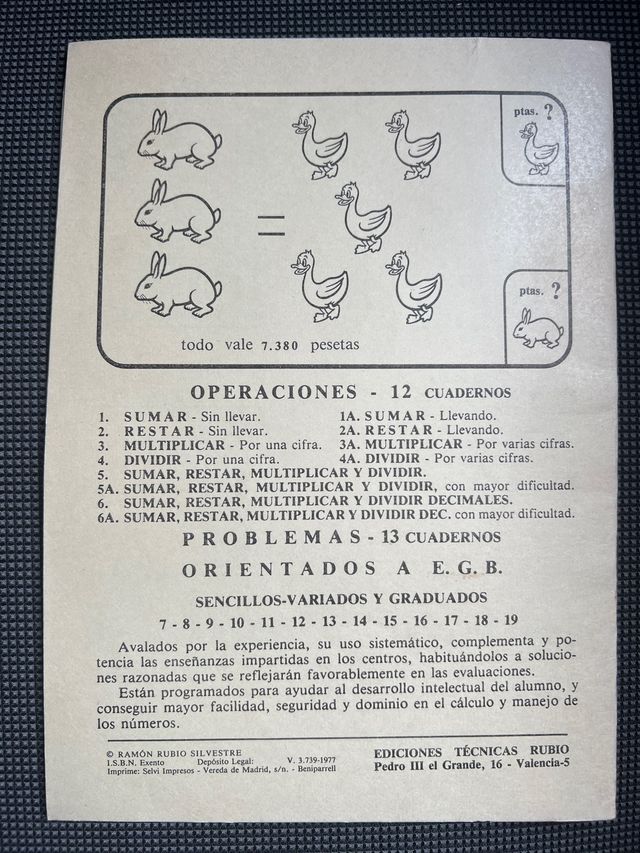 ptas. ?
=
ptas. ?
todo vale 7.380 pesetas
OPERACIONES - 12 CUADERNOS
1. SUMAR - Sin llevar.
1A. SUMAR - Llevando.
2. RESTAR - Sin llevar.
2A. RESTAR - Llevando.
3. MULTIPLICAR - Por una cifra.
3A. MULTIPLICAR - Por varias cifras.
4. DIVIDIR - Por una cifra.
4A. DIVIDIR - Por varias cifras.
5. SUMAR, RESTAR, MULTIPLICAR Y DIVIDIR.
5A. SUMAR, RESTAR, MULTIPLICAR Y DIVIDIR, con mayor dificultad.
6. SUMAR, RESTAR, MULTIPLICAR Y DIVIDIR DECIMALES.
6A. SUMAR, RESTAR, MULTIPLICAR Y DIVIDIR DEC. con mayor dificultad.
PROBLEMAS - 13 CUADERNOS
ORIENTADOS A E. G. B.
SENCILLOS-VARIADOS Y GRADUADOS
7 - 8 - 9 - 10 - 11 - 12 - 13 - 14 - 15 - 16 - 17 - 18 - 19
Avalados por la experiencia, su uso sistemático, complementa y po-
tencia las enseñanzas impartidas en los centros, habituándolos a solucio-
nes razonadas que se reflejarán favorablemente en las evaluaciones.
Están programados para ayudar al desarrollo intelectual del alumno, y
conseguir mayor facilidad, seguridad y dominio en el cálculo y manejo de
los números.
© RAMÓN RUBIO SILVESTRE
I.S.B.N. Exento Depósito Legal: V. 3.739-1977
Imprime: Selvi Impresos - Vereda de Madrid, s/n. - Beniparrell
EDICIONES TÉCNICAS RUBIO
Pedro III el Grande, 16 - Valencia-5